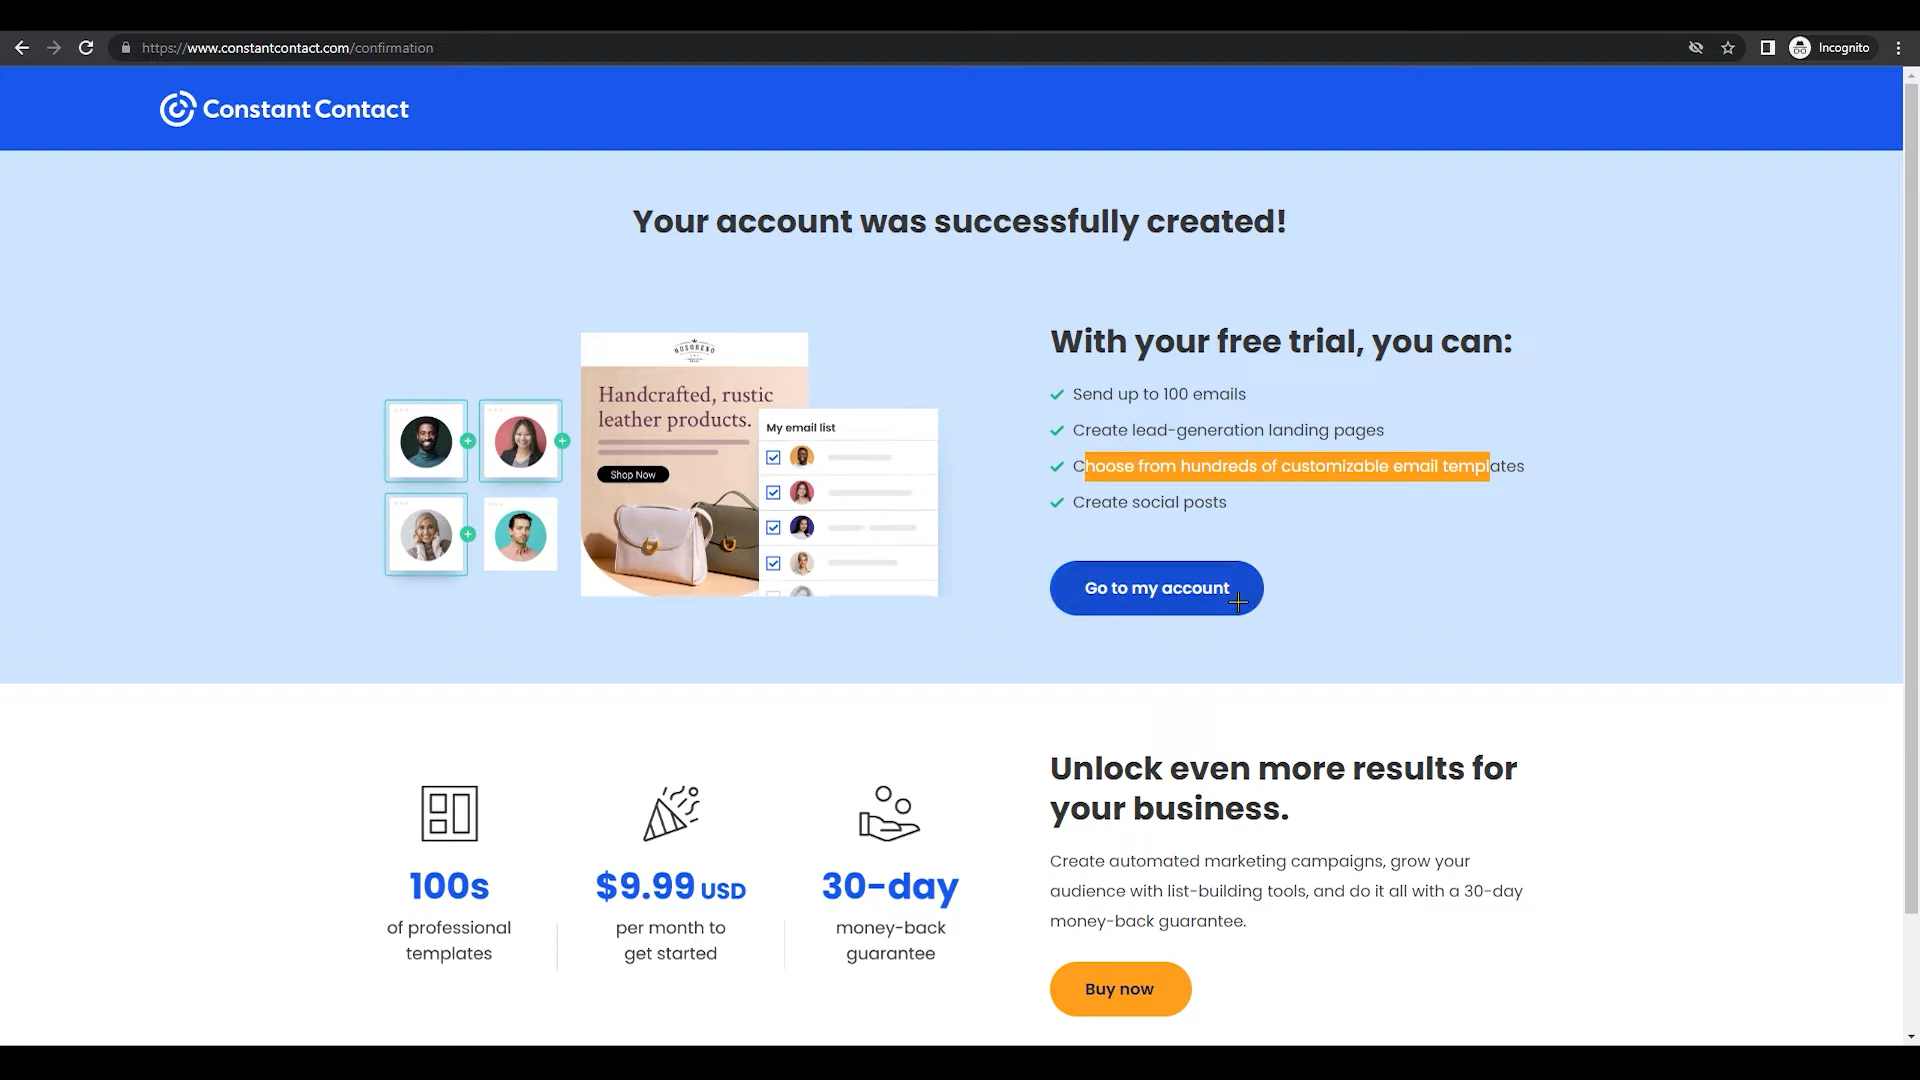 https://www.constantcontact.com/confirmation
Incognito
Constant Contact
Your account was successfully created!
NOSORENO
Handcrafted, rustic
leather products.
Shop Now
My email list
With your free trial, you can:
Send up to 100 emails
Create lead-generation landing pages
Choose from hundreds of customizable email templates
Create social posts
Go to my account
100s
of professional
templates
$9.99 USD
per month to
get started
30-day
money-back
guarantee
Unlock even more results for
your business.
Create automated marketing campaigns, grow your
audience with list-building tools, and do it all with a 30-day
money-back guarantee.
Buy now